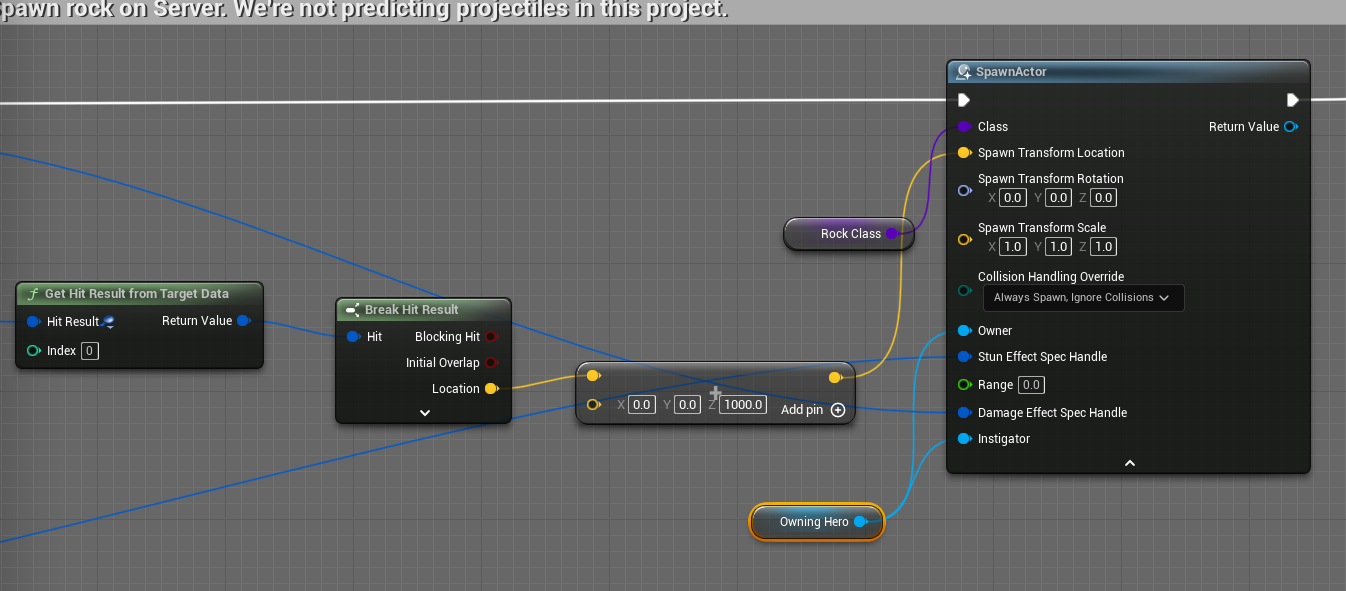 pawn rock on Server. We're not predicting projectiles in this project.
SpawnActor
Class
Return Value
Spawn Transform Location
Spawn Transform Rotation
X 0.0 Y 0.0 Z 0.0
Spawn Transform Scale
X 1.0 Y 1.0 Z 1.0
Collision Handling Override
Always Spawn, Ignore Collisions
Owner
Stun Effect Spec Handle
Range 0.0
Damage Effect Spec Handle
Instigator
Rock Class
Get Hit Result from Target Data
Hit Result
Return Value
Index 0
Break Hit Result
Hit
Blocking Hit
Initial Overlap
Location
X 0.0 Y 0.0 Z 1000.0
Add pin
Owning Hero